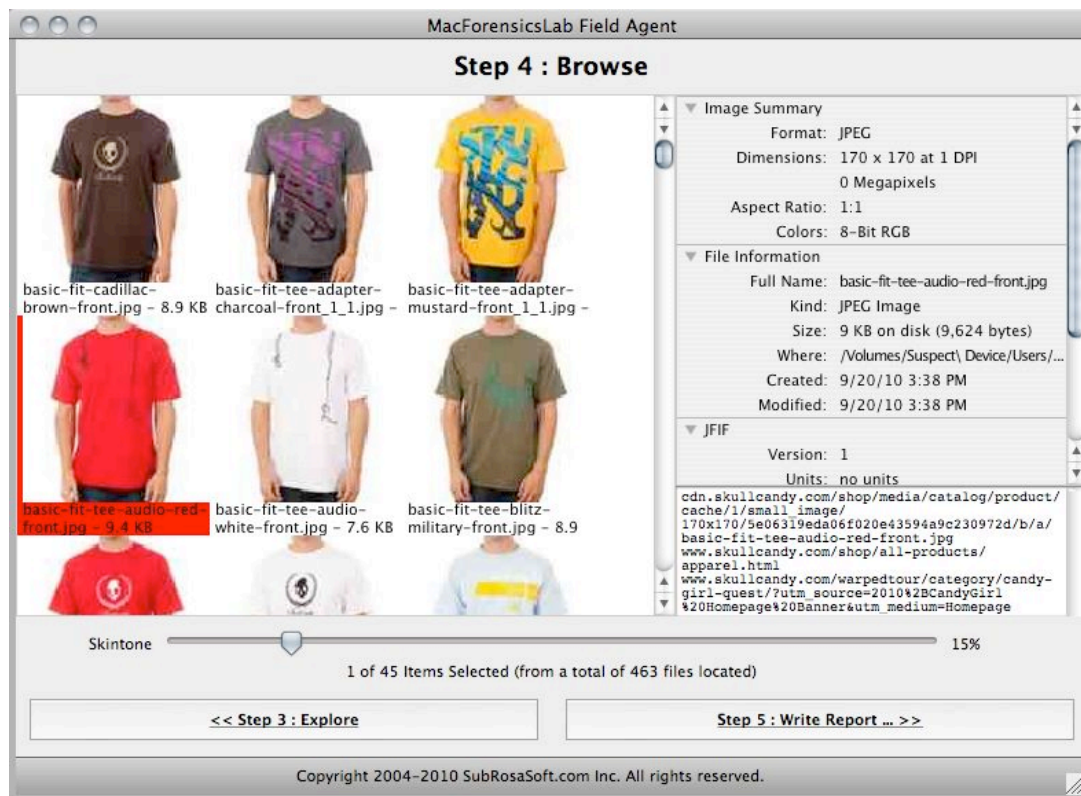 MacForensicsLab Field Agent
Step 4 : Browse
basic-fit-cadillac-
brown-front.jpg – 8.9 KB
basic-fit-tee-adapter-
charcoal-front_1_1.jpg –
basic-fit-tee-adapter-
mustard-front_1_1.jpg –
basic-fit-tee-audio-red-
front.jpg – 9.4 KB
basic-fit-tee-audio-
white-front.jpg – 7.6 KB
basic-fit-tee-blitz-
military-front.jpg – 8.9
Image Summary
Format: JPEG
Dimensions: 170 x 170 at 1 DPI
0 Megapixels
Aspect Ratio: 1:1
Colors: 8-Bit RGB
File Information
Full Name: basic-fit-tee-audio-red-front.jpg
Kind: JPEG Image
Size: 9 KB on disk (9,624 bytes)
Where: /Volumes/Suspect\ Device/Users/...
Created: 9/20/10 3:38 PM
Modified: 9/20/10 3:38 PM
JFIF
Version: 1
Units: no units
cdn.skullcandy.com/shop/media/catalog/product/
cache/1/small_image/
170x170/5e06319eda06f020e43594a9c230972d/b/a/
basic-fit-tee-audio-red-front.jpg
www.skullcandy.com/shop/all-products/
apparel.html
www.skullcandy.com/warpedtour/category/candy-
girl-quest/?utm_source=2010%2BCandyGirl
%20Homepage%20Banner&utm_medium=Homepage
Skintone 15%
1 of 45 Items Selected (from a total of 463 files located)
<< Step 3 : Explore
Step 5 : Write Report ... >>
Copyright 2004-2010 SubRosaSoft.com Inc. All rights reserved.